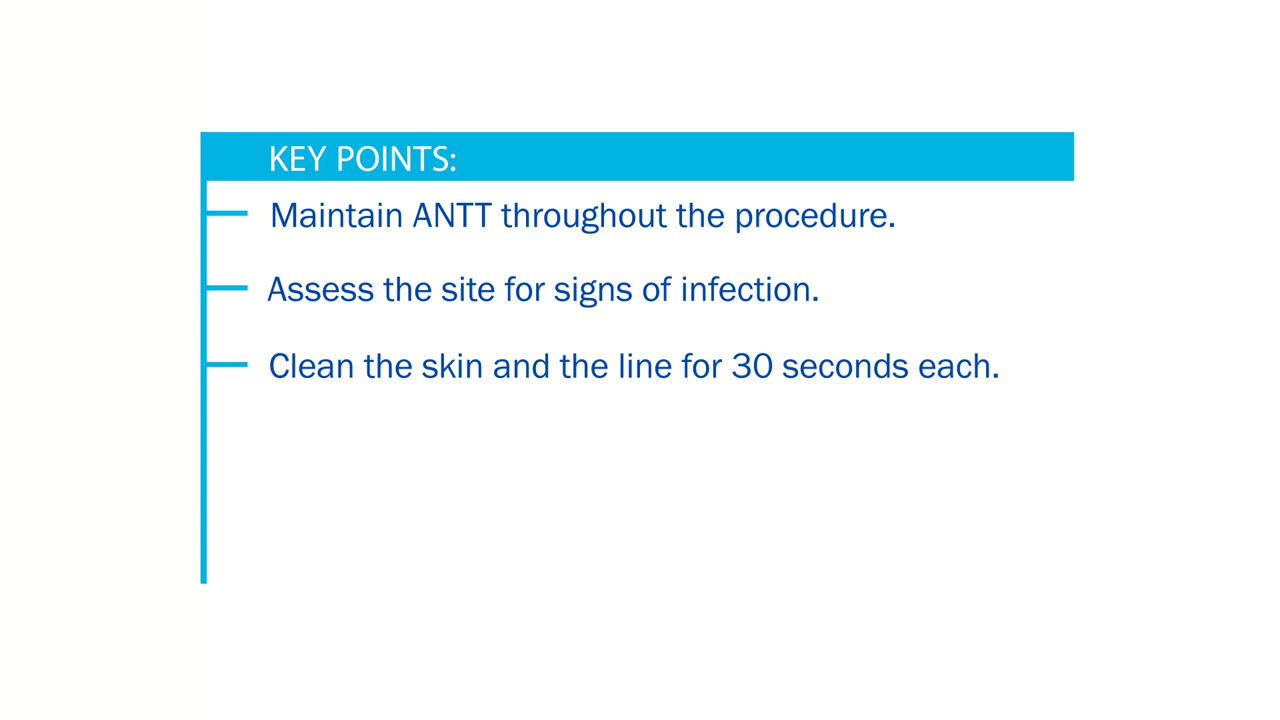 KEY POINTS:
Maintain ANTT throughout the procedure.
Assess the site for signs of infection.
Clean the skin and the line for 30 seconds each.